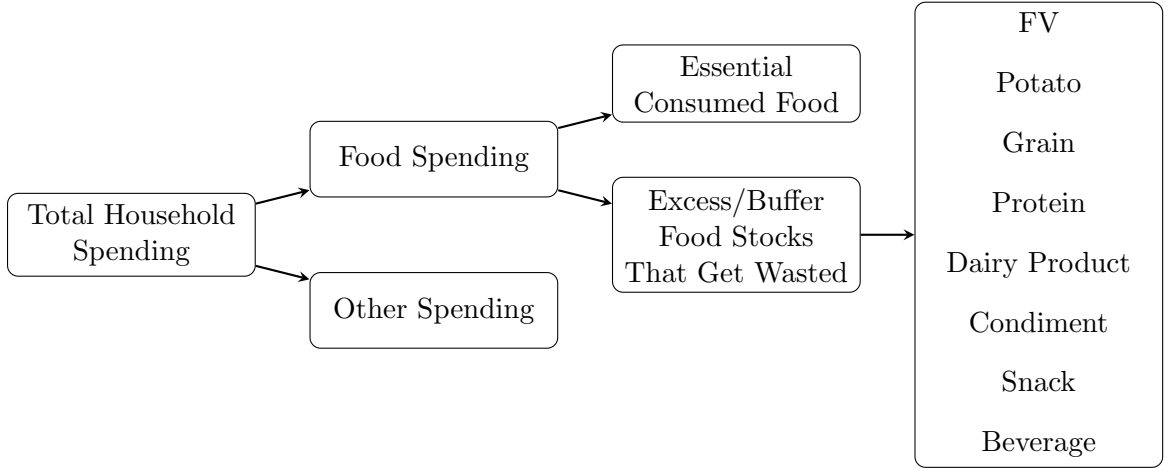 Total Household
Spending
Food Spending
Other Spending
Essential
Consumed Food
Excess/Buffer
Food Stocks
That Get Wasted
FV
Potato
Grain
Protein
Dairy Product
Condiment
Snack
Beverage